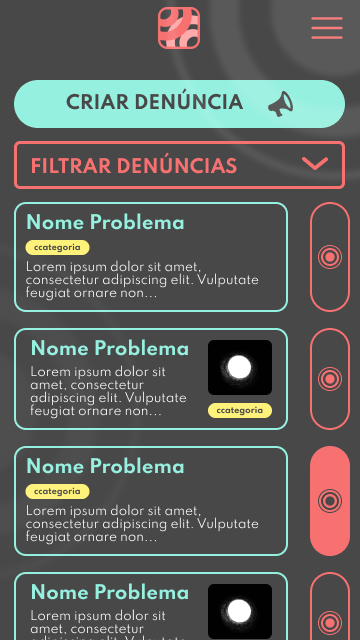 CRIAR DENÚNCIA
FILTRAR DENÚNCIAS
Nome Problema
ccategoria
Lorem ipsum dolor sit amet,
consectetur adipiscing elit. Vulputate
feugiat ornare non...
Nome Problema
Lorem ipsum dolor sit
amet, consectetur
adipiscing elit. Vulputate
feugiat ornare non...
ccategoria
Nome Problema
ccategoria
Lorem ipsum dolor sit amet,
consectetur adipiscing elit. Vulputate
feugiat ornare non...
Nome Problema
Lorem ipsum dolor sit
amet, consectetur
adipiscing elit. Vulputate